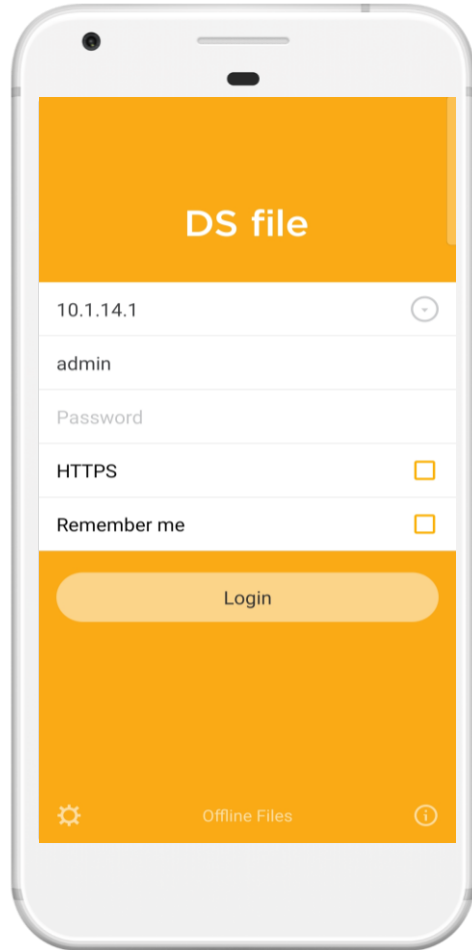 DS file
10.1.14.1
admin
Password
HTTPS
Remember me
Login
Offline Files